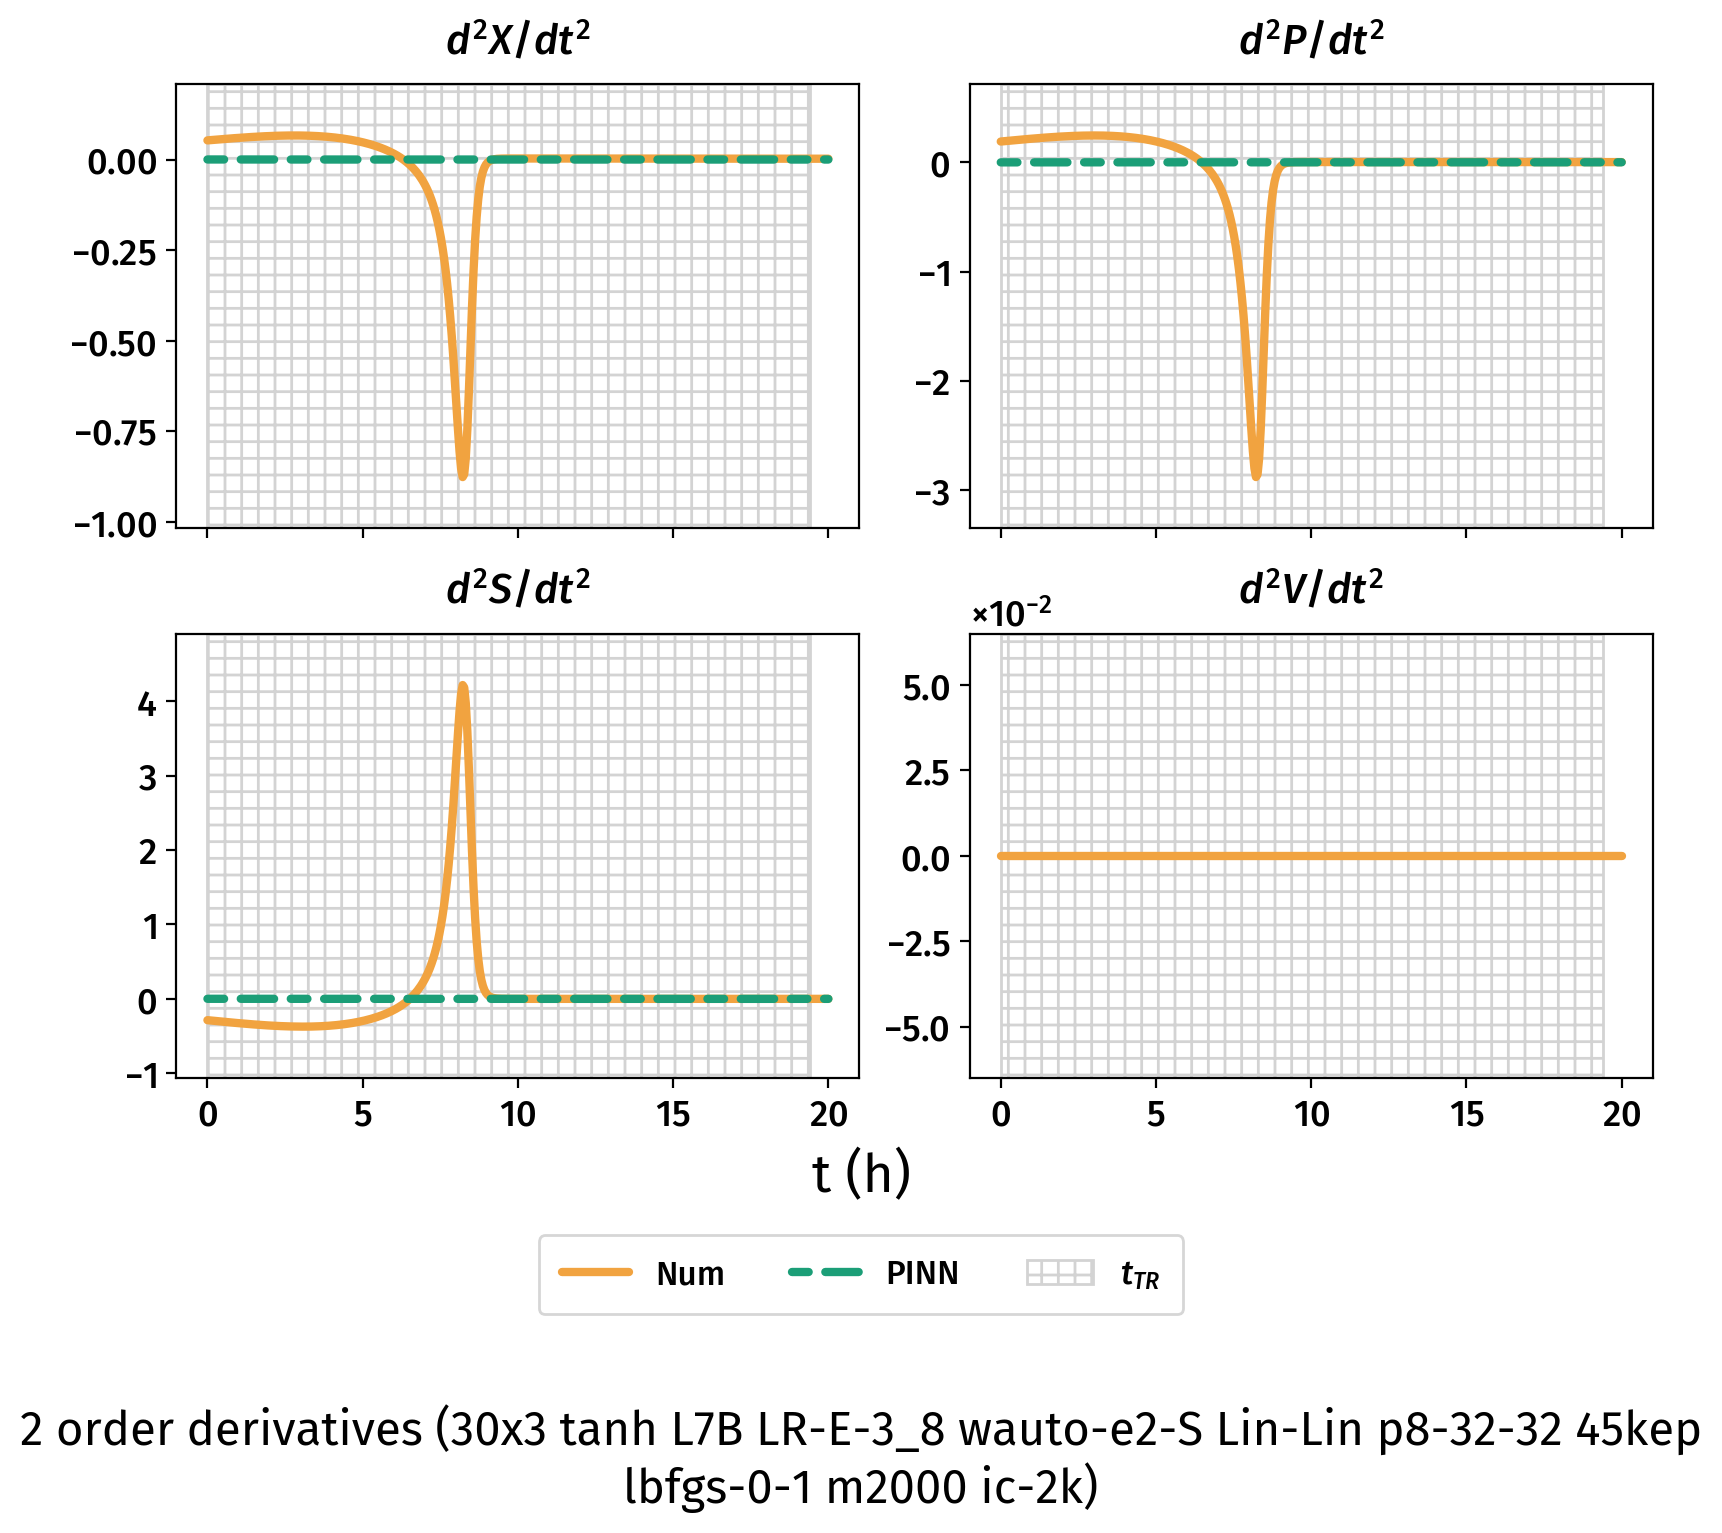 d²X/dt²
d²P/dt²
0.00
−0.25
−0.50
−0.75
−1.00
0
−1
−2
−3
d²S/dt²
d²V/dt²
×10⁻²
4
3
2
1
0
−1
5.0
2.5
0.0
−2.5
−5.0
0 5 10 15 20
0 5 10 15 20
t (h)
Num PINN t_TR
2 order derivatives (30x3 tanh L7B LR-E-3_8 wauto-e2-S Lin-Lin p8-32-32 45kep
lbfgs-0-1 m2000 ic-2k)